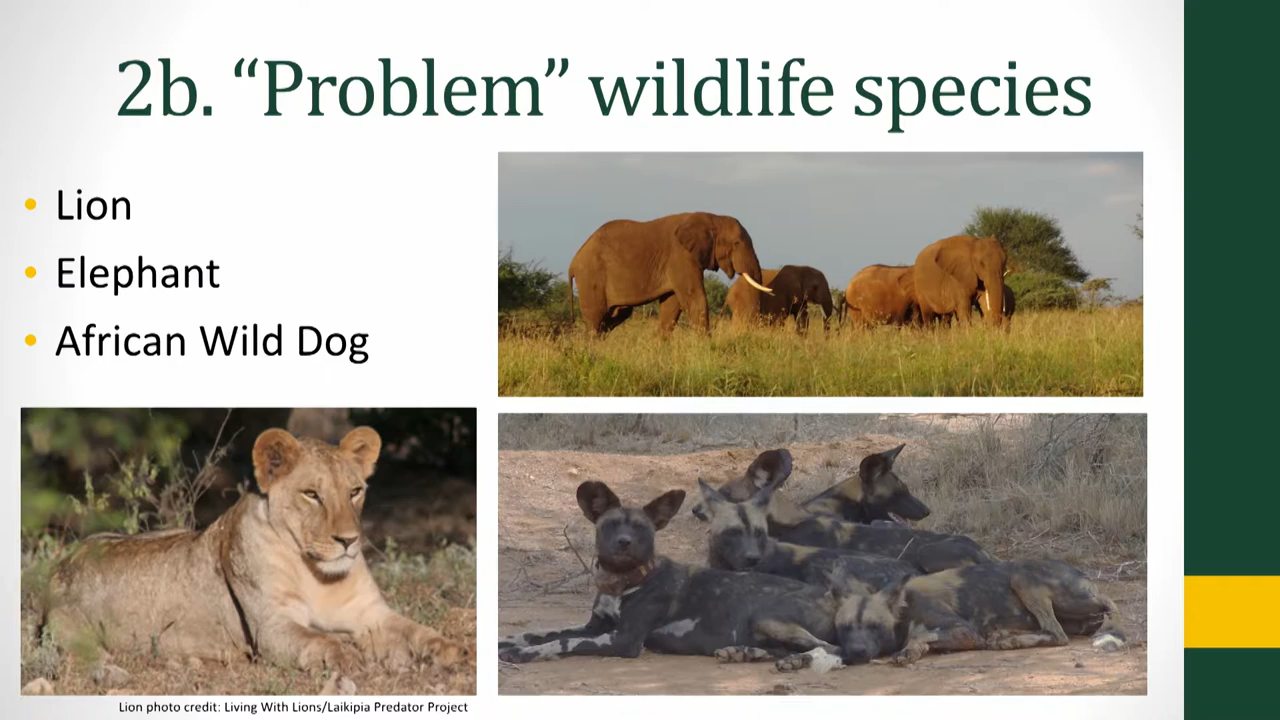 2b. “Problem” wildlife species
Lion
Elephant
African Wild Dog
Lion photo credit: Living With Lions/Laikipia Predator Project